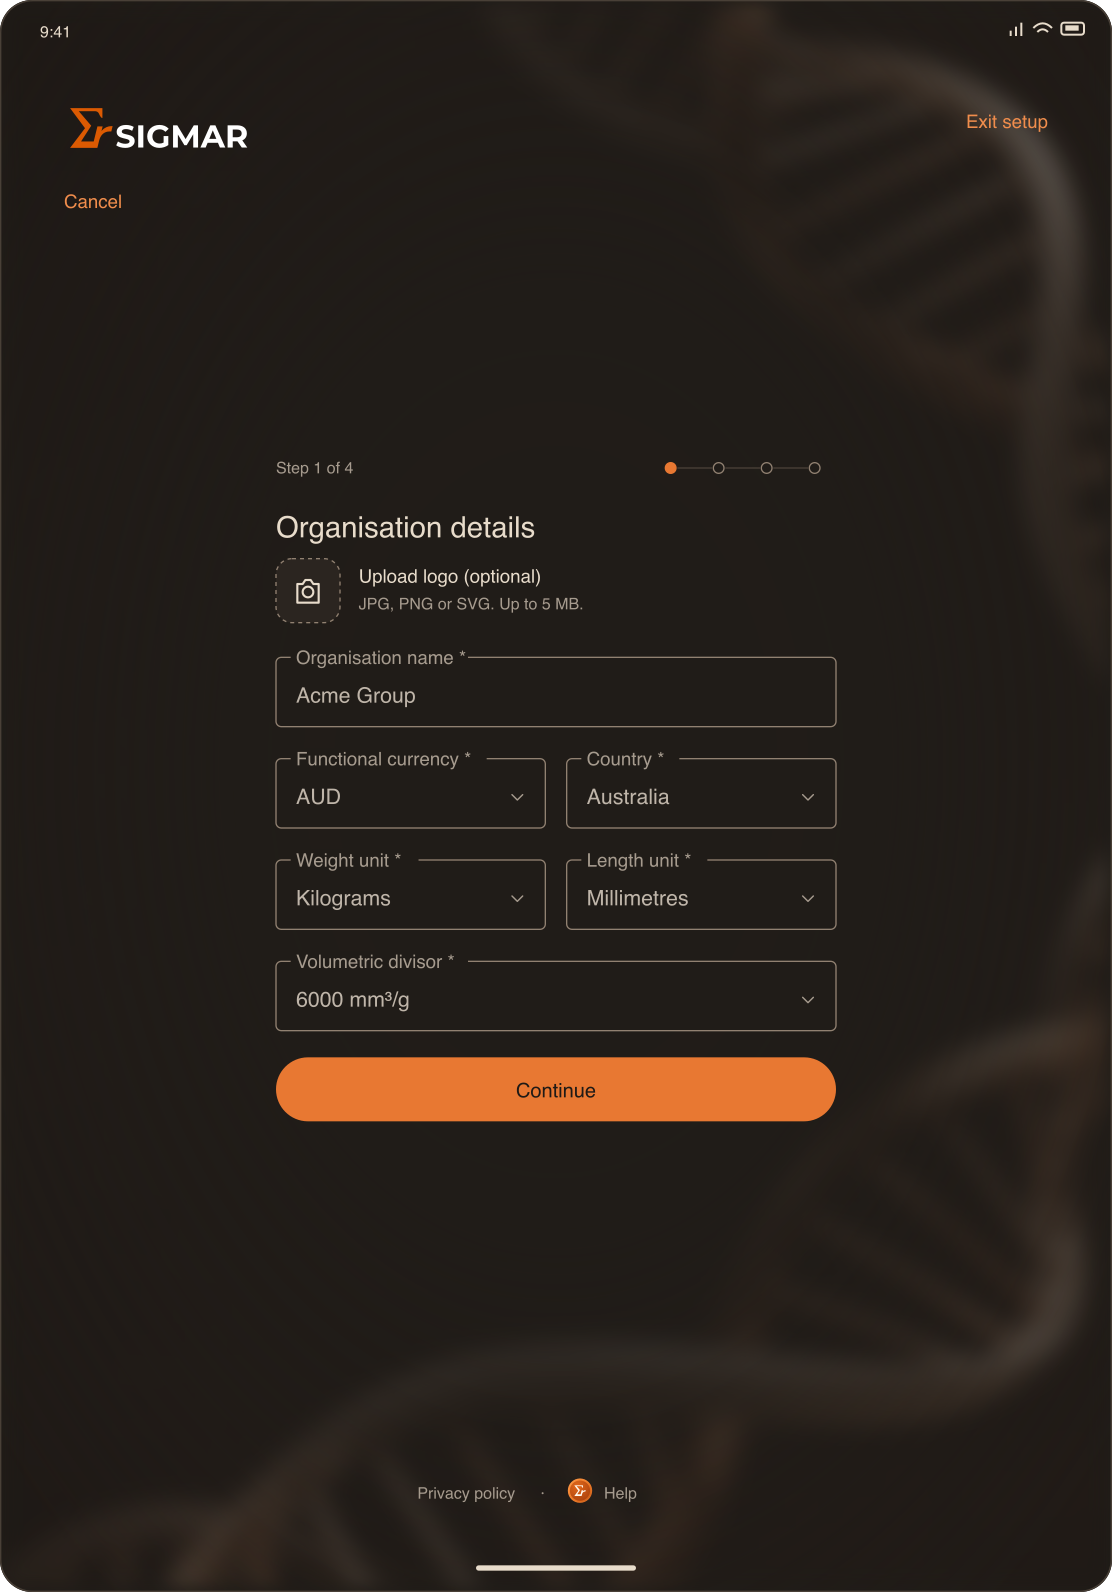 9:41
Σr SIGMAR
Exit setup
Cancel
Step 1 of 4
Organisation details
Upload logo (optional)
JPG, PNG or SVG. Up to 5 MB.
Organisation name *
Acme Group
Functional currency *
Country *
AUD
Australia
Weight unit *
Length unit *
Kilograms
Millimetres
Volumetric divisor *
6000 mm³/g
Continue
Privacy policy · Σr Help